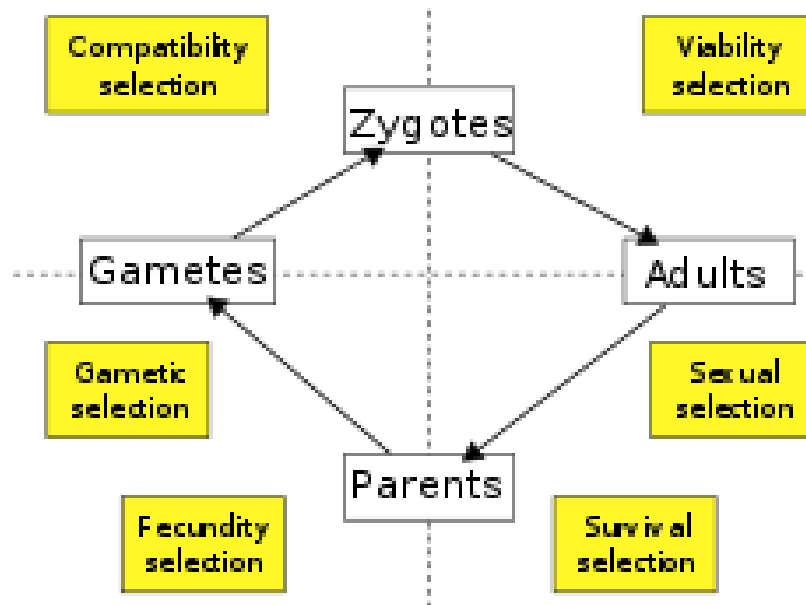 Compatibility
selection
Viability
selection
Zygotes
Gametes
Adults
Gametic
selection
Sexual
selection
Parents
Fecundity
selection
Survival
selection